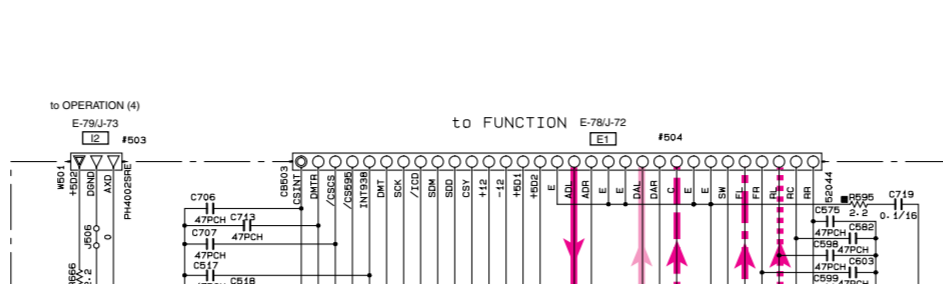 to OPERATION (4)
E-79/J-73
I2 #503
to FUNCTION E-78/J-72
E1 #504
W501
+5D2
DGND
AXD
PH4002SRE
J506
0
CB503
CSINT
DMTR
/CSCS
/CS595
INT938
DMT
SCK
/ICD
SDM
SDD
CSY
+12
-12
+5D1
+5D2
E
ADL
ADR
E
E
DAL
DAR
C
E
E
SW
FL
FR
RL
RC
RR
52044
C706
47PCH
C713
47PCH
C707
47PCH
C517
C518
R595
2.2
C719
0.1/16
C575
47PCH
C582
47PCH
C598
47PCH
C603
47PCH
C599